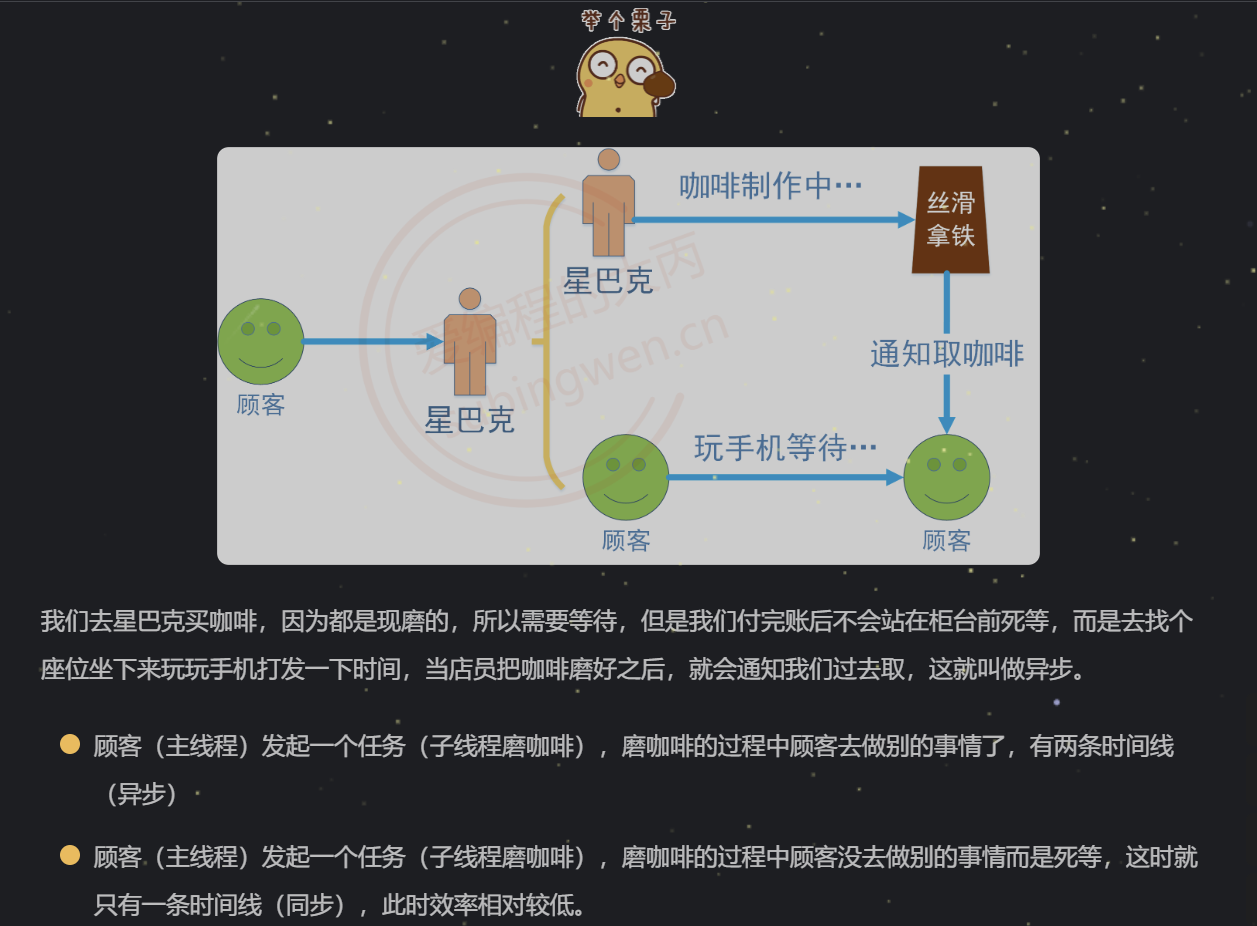 举个栗子
咖啡制作中…
丝滑
拿铁
星巴克
爱编程的大丙
subingwen.cn
通知取咖啡
顾客
星巴克
玩手机等待…
顾客
顾客
我们去星巴克买咖啡，因为都是现磨的，所以需要等待，但是我们付完账后不会站在柜台前死等，而是去找个
座位坐下来玩玩手机打发一下时间，当店员把咖啡磨好之后，就会通知我们过去取，这就叫做异步。
顾客（主线程）发起一个任务（子线程磨咖啡），磨咖啡的过程中顾客去做别的事情了，有两条时间线
（异步）
顾客（主线程）发起一个任务（子线程磨咖啡），磨咖啡的过程中顾客没去做别的事情而是死等，这时就
只有一条时间线（同步），此时效率相对较低。